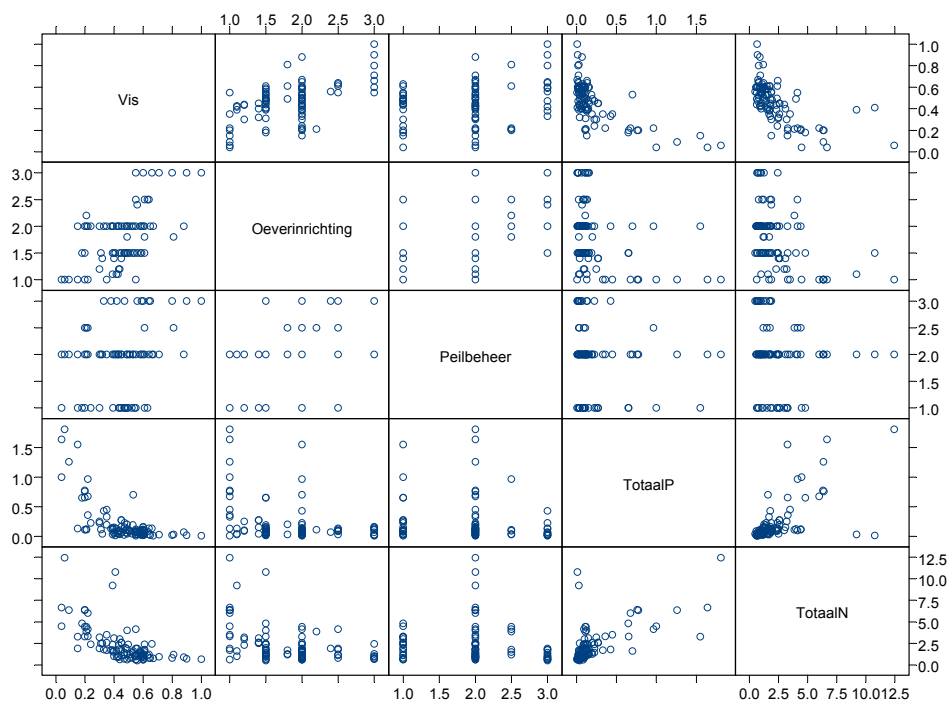 1.0 1.5 2.0 2.5 3.0 0.0 0.5 1.0 1.5
Vis
0.0 0.2 0.4 0.6 0.8 1.0
1.0 1.5 2.0 2.5 3.0
Oeverinrichting
Peilbeheer
1.0 1.5 2.0 2.5 3.0
0.0 0.5 1.0 1.5
TotaalP
TotaalN
0.0 2.5 5.0 7.5 10.0 12.5
0.0 0.2 0.4 0.6 0.8 1.0 1.0 1.5 2.0 2.5 3.0 0.0 2.5 5.0 7.5 10.0 12.5